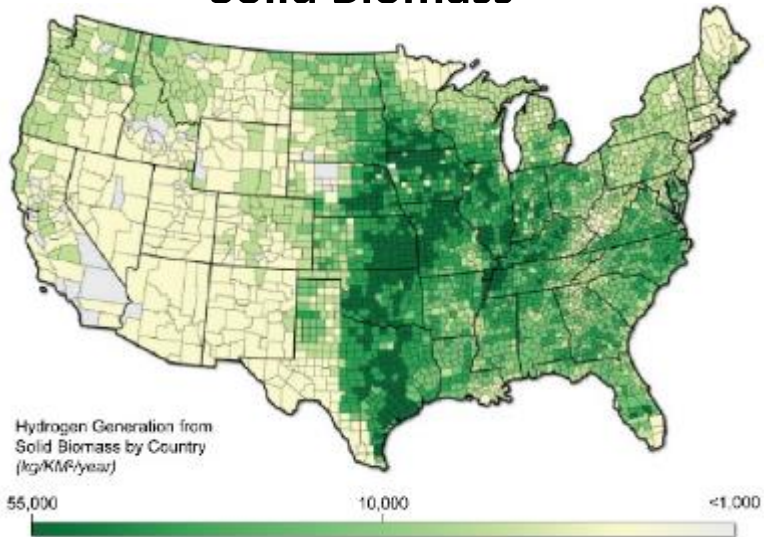 Solid Biomass
Hydrogen Generation from
Solid Biomass by Country
(kg/KM²/year)
55,000 10,000 <1,000